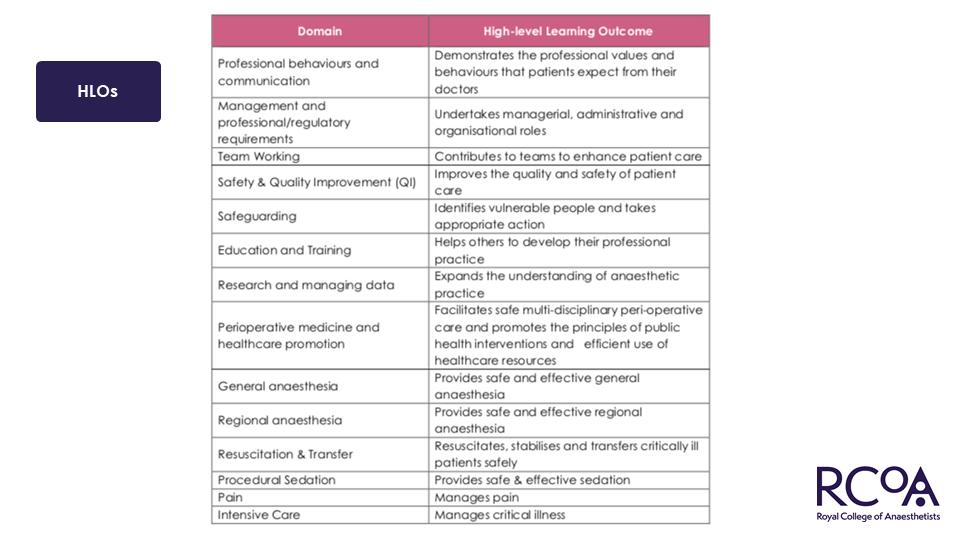 HLOs
Domain High-level Learning Outcome
Professional behaviours and
communication
Demonstrates the professional values and
behaviours that patients expect from their
doctors
Management and
professional/regulatory
requirements
Undertakes managerial, administrative and
organisational roles
Team Working
Contributes to teams to enhance patient care
Safety & Quality Improvement (QI)
Improves the quality and safety of patient
care
Safeguarding
Identifies vulnerable people and takes
appropriate action
Education and Training
Helps others to develop their professional
practice
Research and managing data
Expands the understanding of anaesthetic
practice
Perioperative medicine and
healthcare promotion
Facilitates safe multi-disciplinary peri-operative
care and promotes the principles of public
health interventions and efficient use of
healthcare resources
General anaesthesia
Provides safe and effective general
anaesthesia
Regional anaesthesia
Provides safe and effective regional
anaesthesia
Resuscitation & Transfer
Resuscitates, stabilises and transfers critically ill
patients safely
Procedural Sedation
Provides safe & effective sedation
Pain
Manages pain
Intensive Care
Manages critical illness
RCOA
Royal College of Anaesthetists